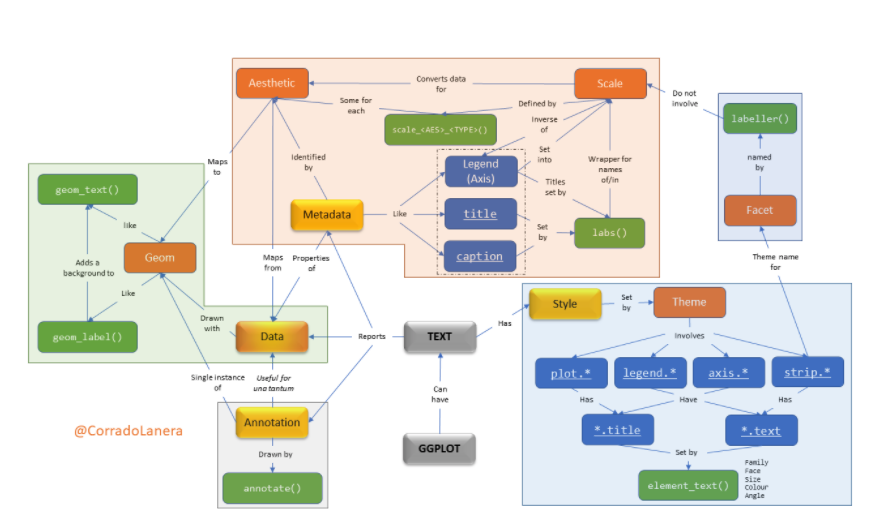 Aesthetic
Converts data
for
Scale
Do not
involve
Some for
each
Defined by
labeller()
scale_<AES>_<TYPE>()
Inverse
of
Maps
to
Identified
by
Set
into
Wrapper for
names
of/in
named
by
Legend
(Axis)
geom_text()
Titles
set by
Metadata
Like
title
Facet
like
Set
by
labs()
Geom
caption
Adds a
background to
Maps
from
Properties
of
Theme name
for
Like
Style
Set
by
Theme
Drawn
with
Has
geom_label()
Data
Reports
TEXT
Involves
plot.*
legend.*
axis.*
strip.*
Single instance
of
Useful for
una tantum
Can
have
Has
Have
Has
@CorradoLanera
Annotation
*.title
*.text
GGPLOT
Drawn by
Set by
annotate()
element_text()
Family
Face
Size
Colour
Angle